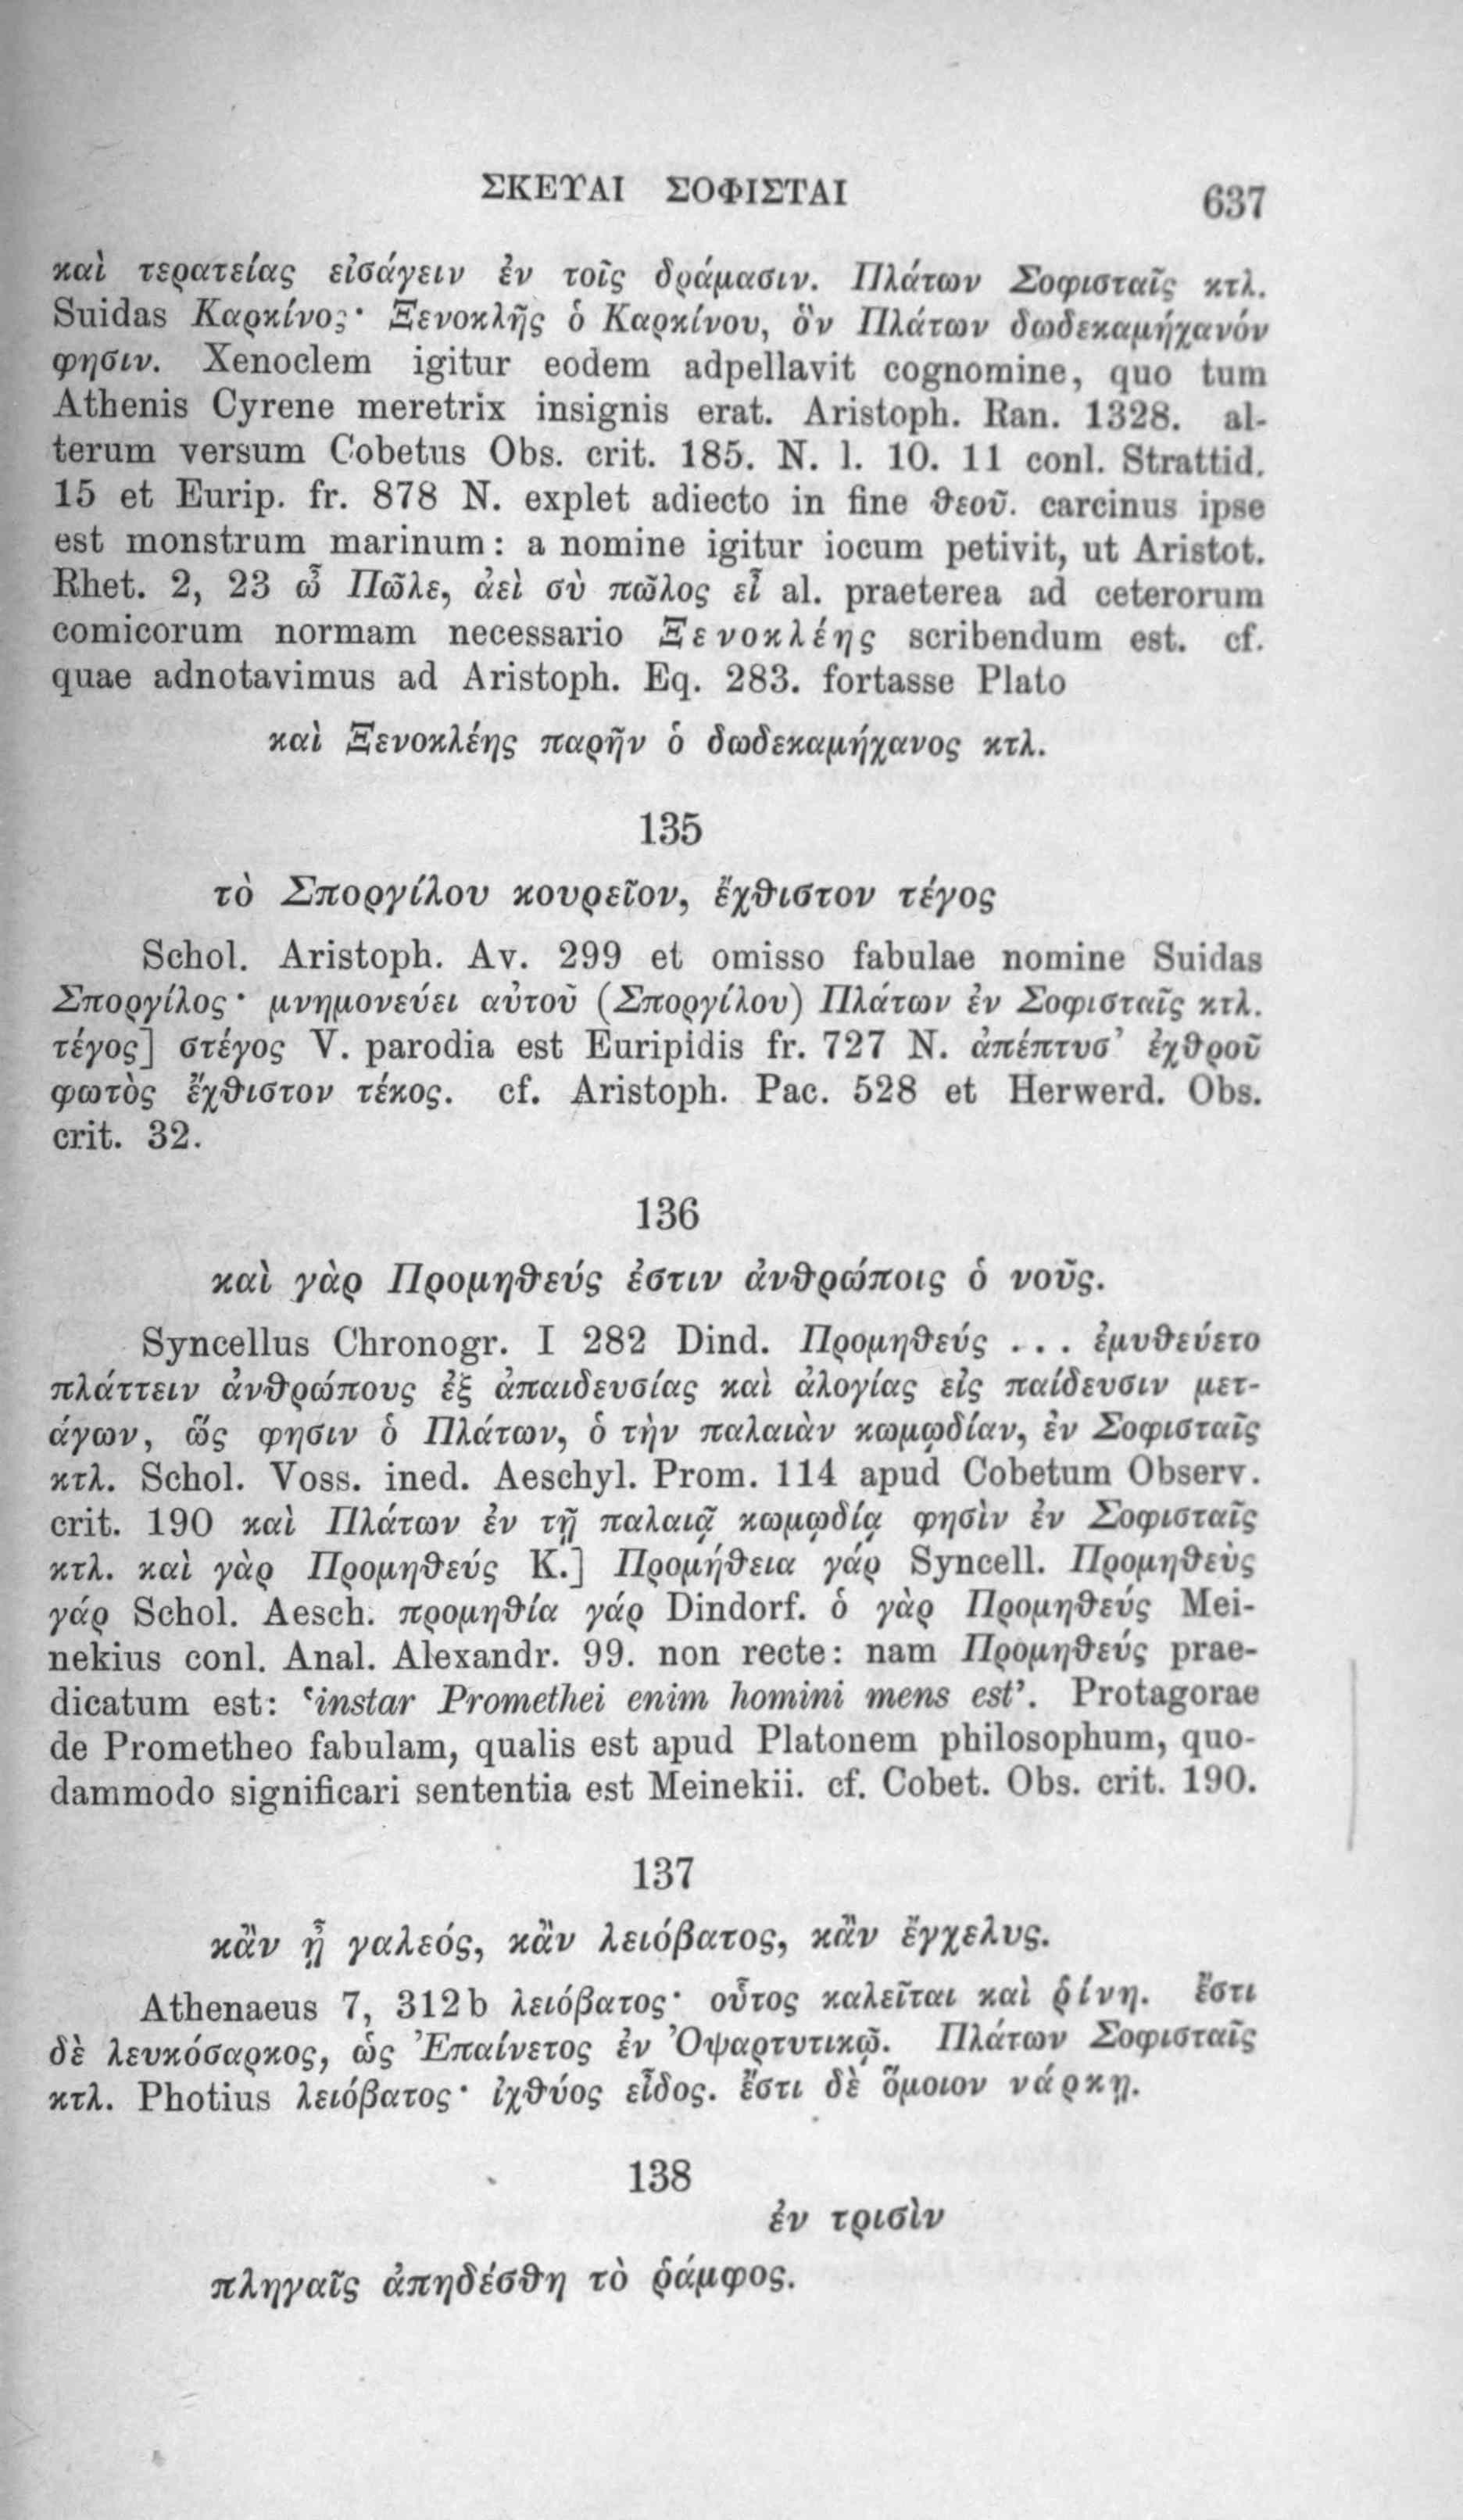 ΣΚΕΥΑΙ ΣΟΦΙΣΤΑΙ 637
καὶ τερατείας εἰσάγειν ἐν τοῖς δράμασιν. Πλάτων Σοφισταῖς κτλ.
Suidas Καρκίνος· Ξενοκλῆς ὁ Καρκίνου, ὃν Πλάτων δωδεκαμήχανόν
φησιν. Xenoclem igitur eodem adpellavit cognomine, quo tum
Athenis Cyrene meretrix insignis erat. Aristoph. Ran. 1328. al-
terum versum Cobetus Obs. crit. 185. N. l. 10. 11 conl. Strattid.
15 et Eurip. fr. 878 N. explet adiecto in fine θεοῦ. carcinus ipse
est monstrum marinum: a nomine igitur iocum petivit, ut Aristot.
Rhet. 2, 23 ὦ Πῶλε, ἀεὶ σὺ πῶλος εἶ al. praeterea ad ceterorum
comicorum normam necessario Ξενοκλέης scribendum est. cf.
quae adnotavimus ad Aristoph. Eq. 283. fortasse Plato
καὶ Ξενοκλέης παρῆν ὁ δωδεκαμήχανος κτλ.
135
τὸ Σποργίλου κουρεῖον, ἔχθιστον τέγος
Schol. Aristoph. Av. 299 et omisso fabulae nomine Suidas
Σποργίλος· μνημονεύει αὐτοῦ (Σποργίλου) Πλάτων ἐν Σοφισταῖς κτλ.
τέγος] στέγος V. parodia est Euripidis fr. 727 N. ἀπέπτυσ’ ἐχθροῦ
φωτὸς ἔχθιστον τέκος. cf. Aristoph. Pac. 528 et Herwerd. Obs.
crit. 32.
136
καὶ γὰρ Προμηθεύς ἐστιν ἀνθρώποις ὁ νοῦς.
Syncellus Chronogr. I 282 Dind. Προμηθεύς ... ἐμυθεύετο
πλάττειν ἀνθρώπους ἐξ ἀπαιδευσίας καὶ ἀλογίας εἰς παίδευσιν μετ-
άγων, ὥς φησιν ὁ Πλάτων, ὁ τὴν παλαιὰν κωμῳδίαν, ἐν Σοφισταῖς
κτλ. Schol. Voss. ined. Aeschyl. Prom. 114 apud Cobetum Observ.
crit. 190 καὶ Πλάτων ἐν τῇ παλαιᾷ κωμῳδίᾳ φησὶν ἐν Σοφισταῖς
κτλ. καὶ γὰρ Προμηθεύς K.] Προμήθεια γάρ Syncell. Προμηθεὺς
γάρ Schol. Aesch. προμηθία γάρ Dindorf. ὁ γὰρ Προμηθεύς Mei-
nekius conl. Anal. Alexandr. 99. non recte: nam Προμηθεύς prae-
dicatum est: ‘instar Promethei enim homini mens est’. Protagorae
de Prometheo fabulam, qualis est apud Platonem philosophum, quo-
dammodo significari sententia est Meinekii. cf. Cobet. Obs. crit. 190.
137
κἂν ᾖ γαλεός, κἂν λειόβατος, κἂν ἔγχελυς.
Athenaeus 7, 312b λειόβατος· οὗτος καλεῖται καὶ ῥίνη. ἔστι
δὲ λευκόσαρκος, ὡς Ἐπαίνετος ἐν Ὀψαρτυτικῷ. Πλάτων Σοφισταῖς
κτλ. Photius λειόβατος· ἰχθύος εἶδος. ἔστι δὲ ὅμοιον νάρκῃ.
138
ἐν τρισὶν
πληγαῖς ἀπηδέσθη τὸ ῥάμφος.